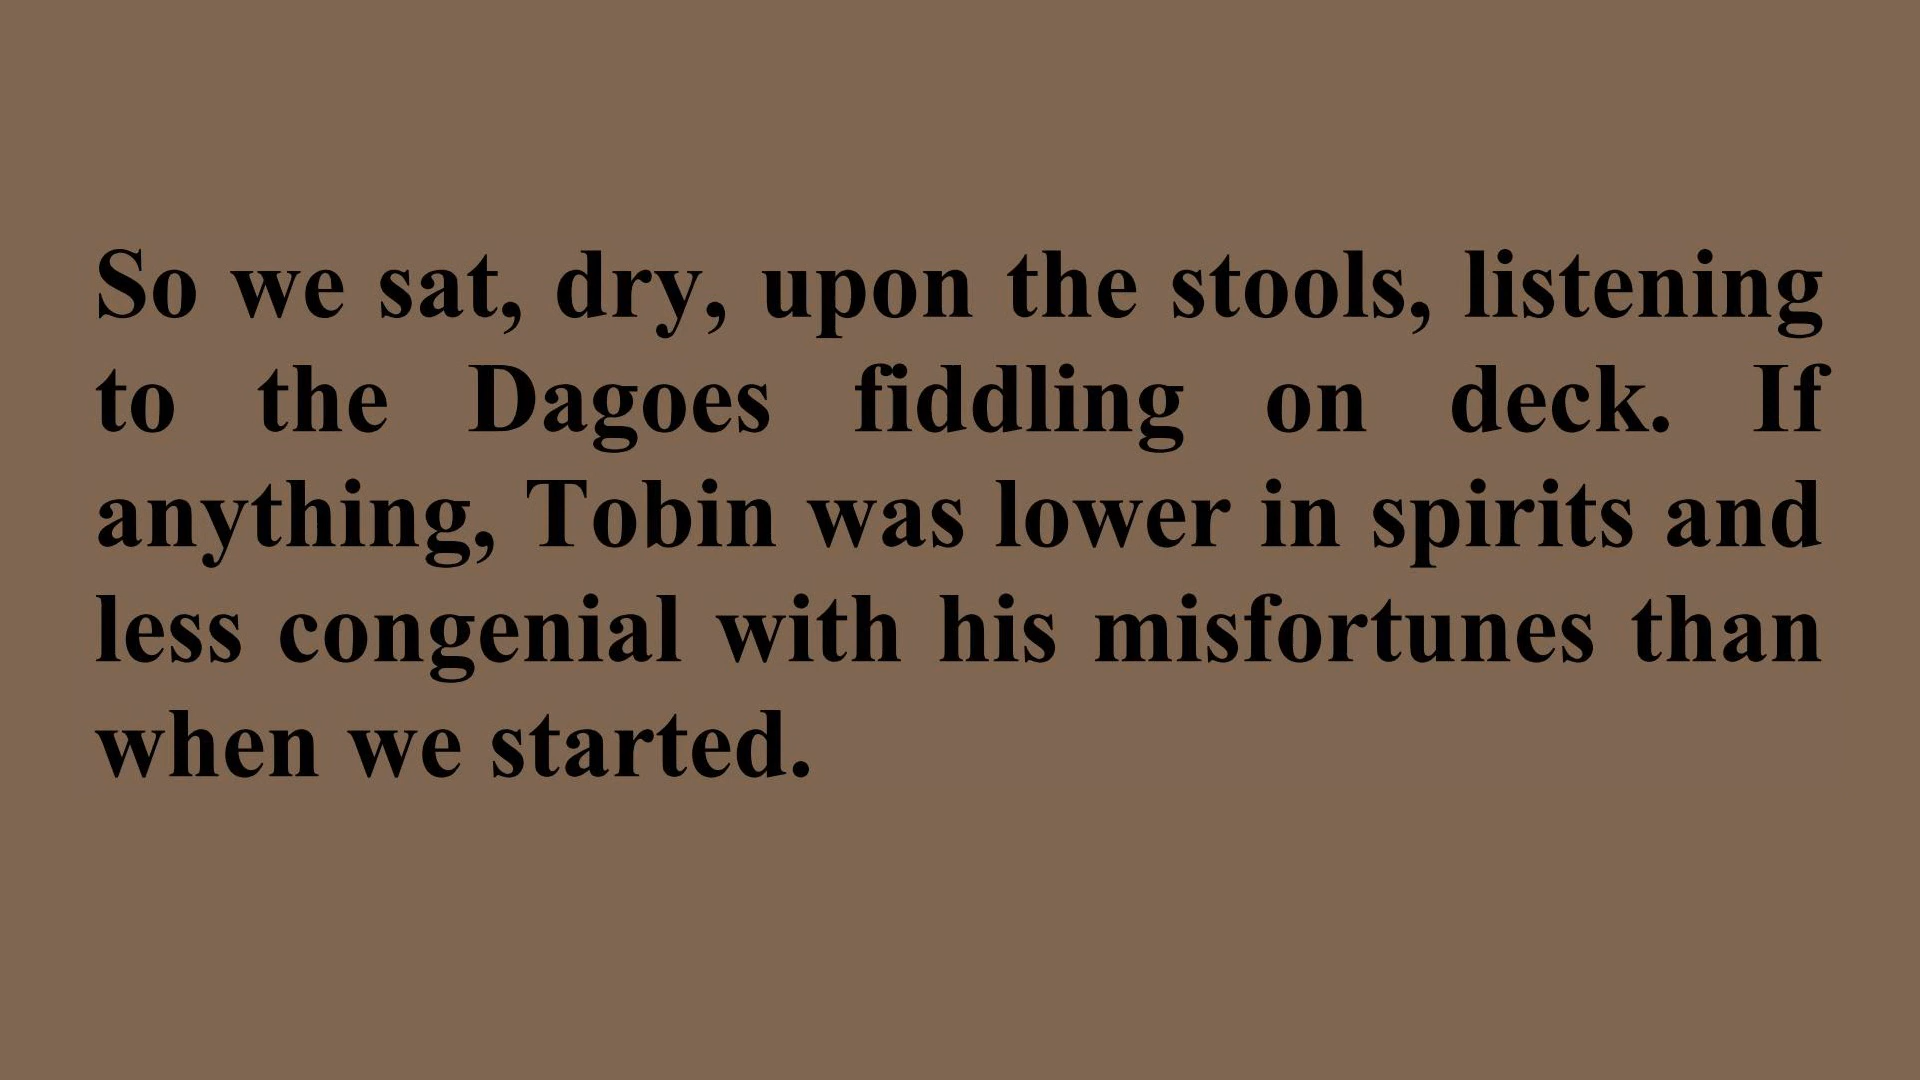 So we sat, dry, upon the stools, listening
to the Dagoes fiddling on deck. If
anything, Tobin was lower in spirits and
less congenial with his misfortunes than
when we started.